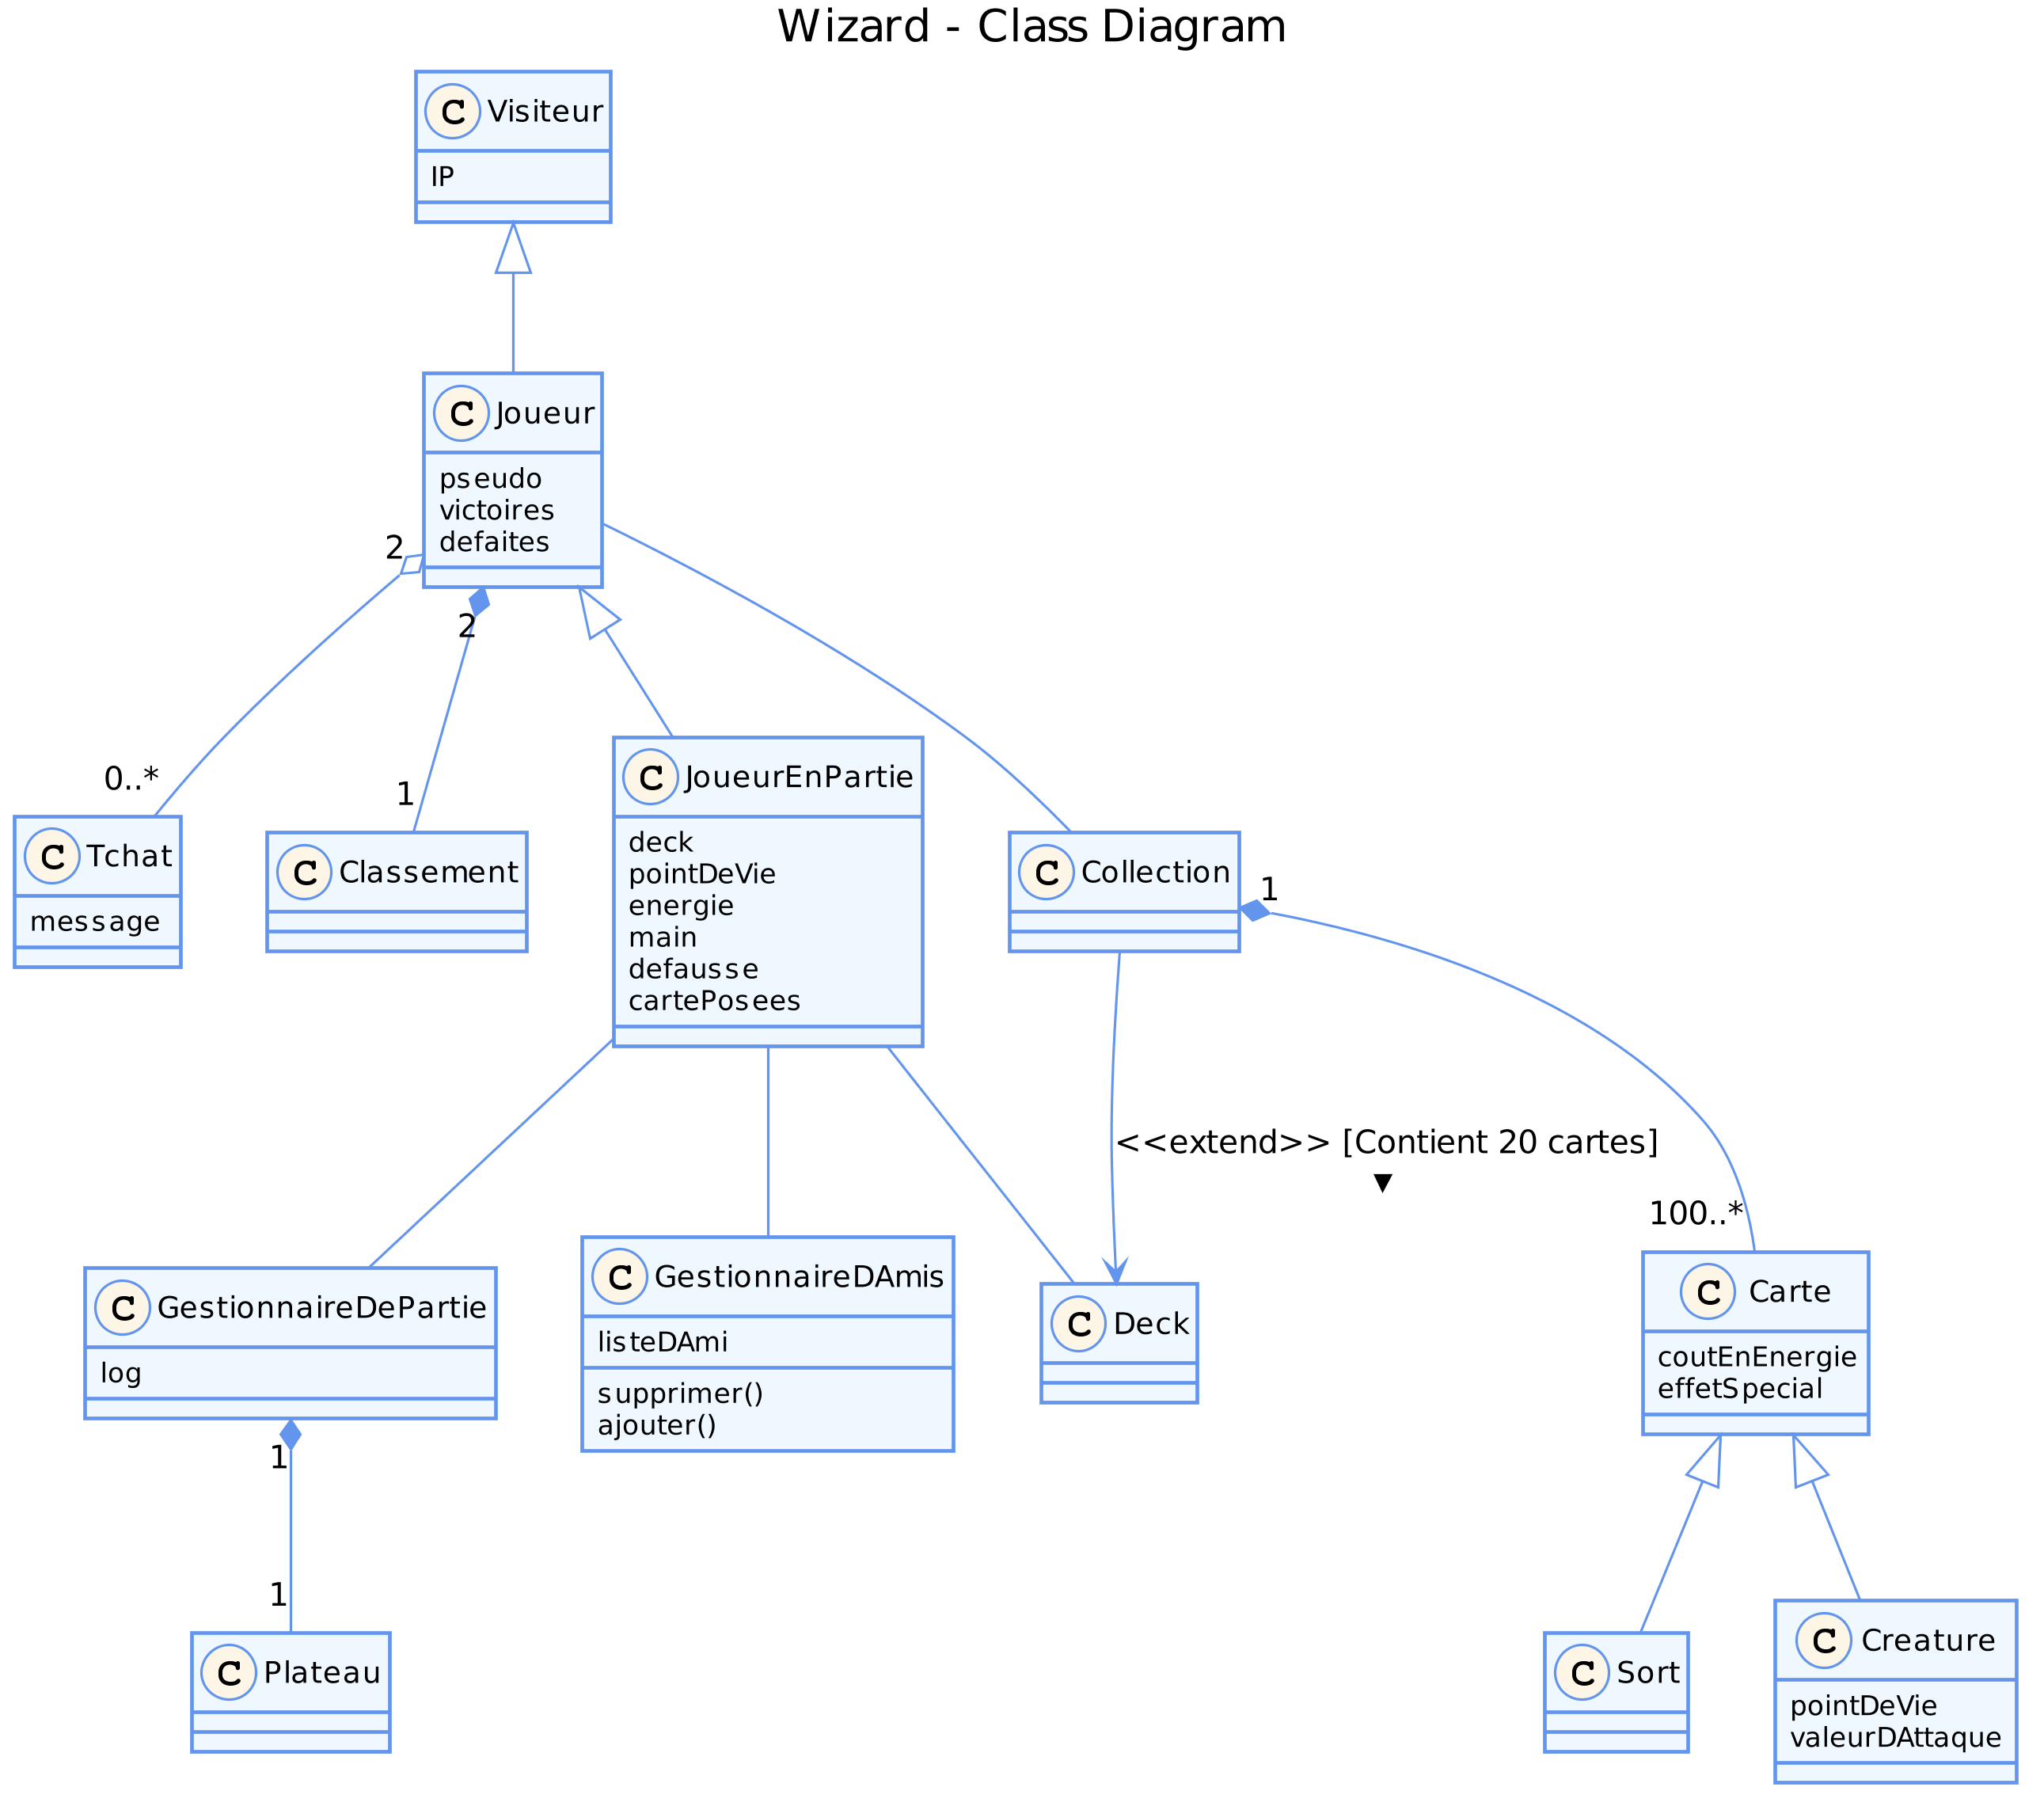 Wizard - Class Diagram
C Visiteur
IP
C Joueur
pseudo
victoires
defaites
2
2
0..*
1
C Tchat
message
C Classement
C JoueurEnPartie
deck
pointDeVie
energie
main
defausse
cartePosees
C Collection
1
<<extend>> [Contient 20 cartes]
▼
100..*
C GestionnaireDePartie
log
C GestionnaireDAmis
listeDAmi
supprimer()
ajouter()
C Deck
C Carte
coutEnEnergie
effetSpecial
1
1
C Plateau
C Sort
C Creature
pointDeVie
valeurDAttaque